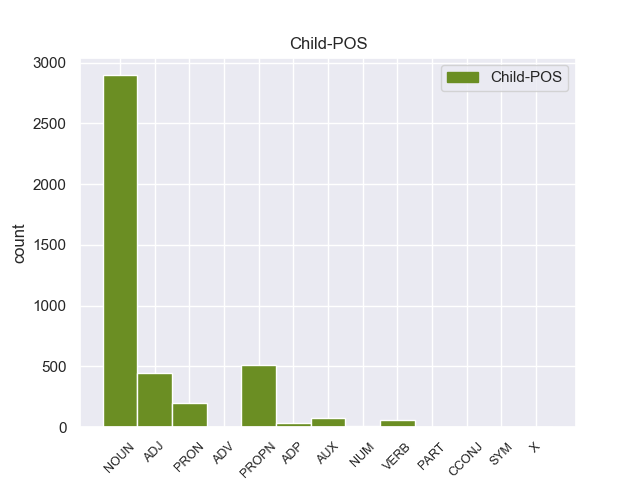 Child-POS
3000
2500
2000
1500
1000
500
0
count
Child-POS
NOUN
ADJ
PRON
ADV
PROPN
ADP
AUX
NUM
VERB
PART
CCONJ
SYM
X